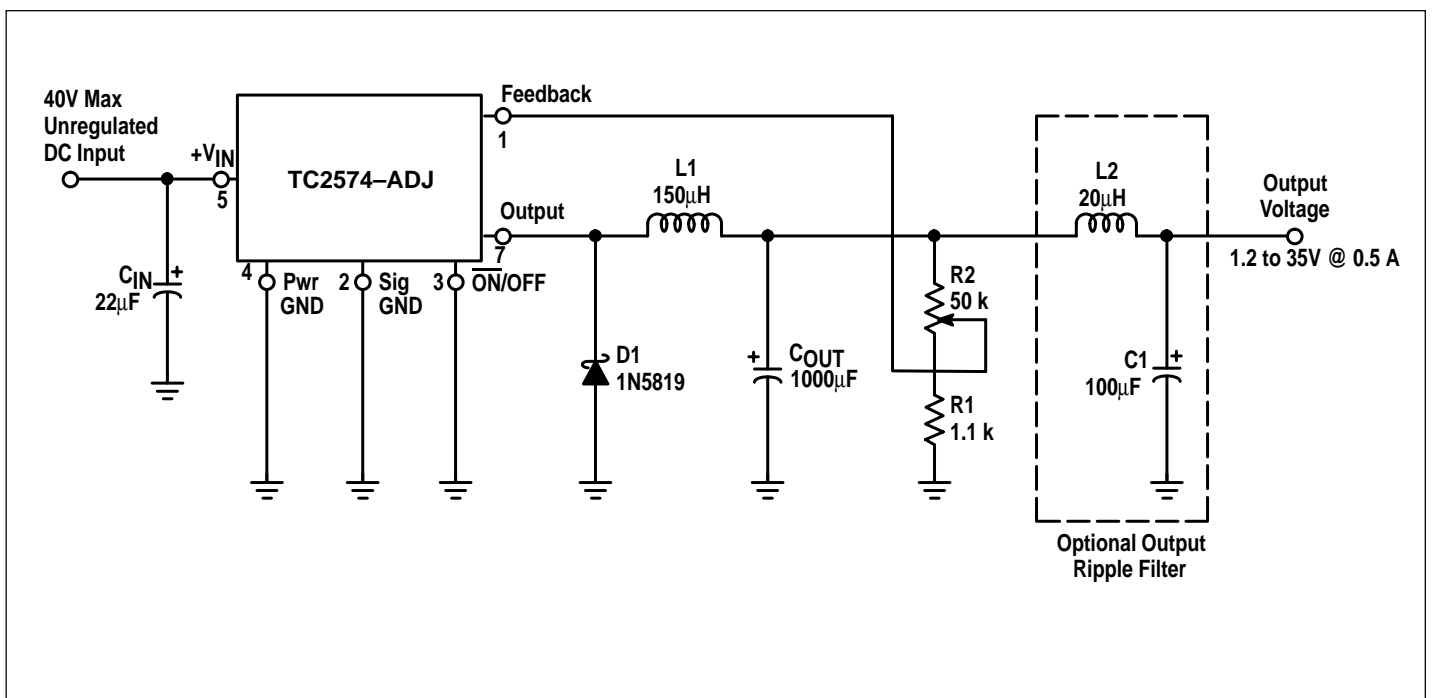 40V Max
Unregulated
DC Input
+VIN
5
TC2574–ADJ
Feedback
1
Output
7
4
Pwr
GND
2
Sig
GND
3
ON/OFF
CIN
+
22µF
L1
150µH
D1
1N5819
+
COUT
1000µF
R2
50 k
R1
1.1 k
L2
20µH
C1
+
100µF
Output
Voltage
1.2 to 35V @ 0.5 A
Optional Output
Ripple Filter